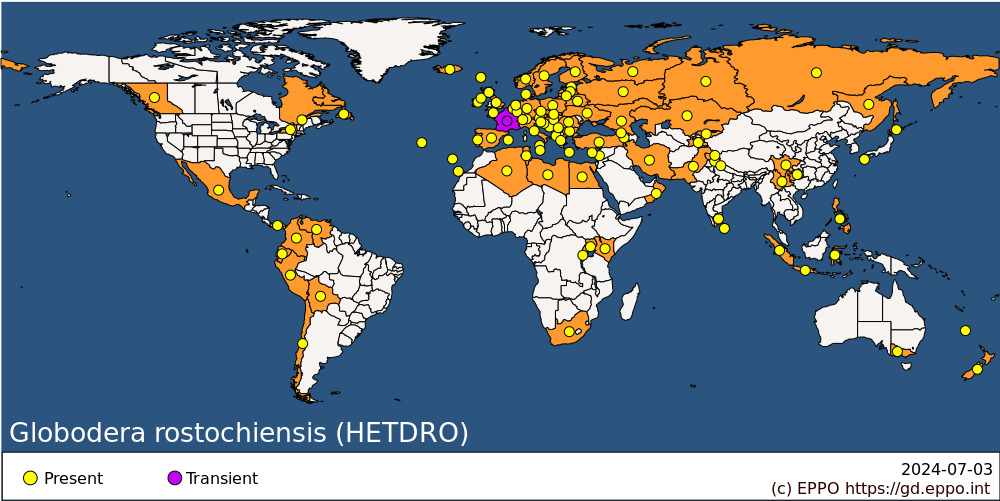 Globodera rostochiensis (HETDRO)
Present
Transient
2024-07-03
(c) EPPO https://gd.eppo.int